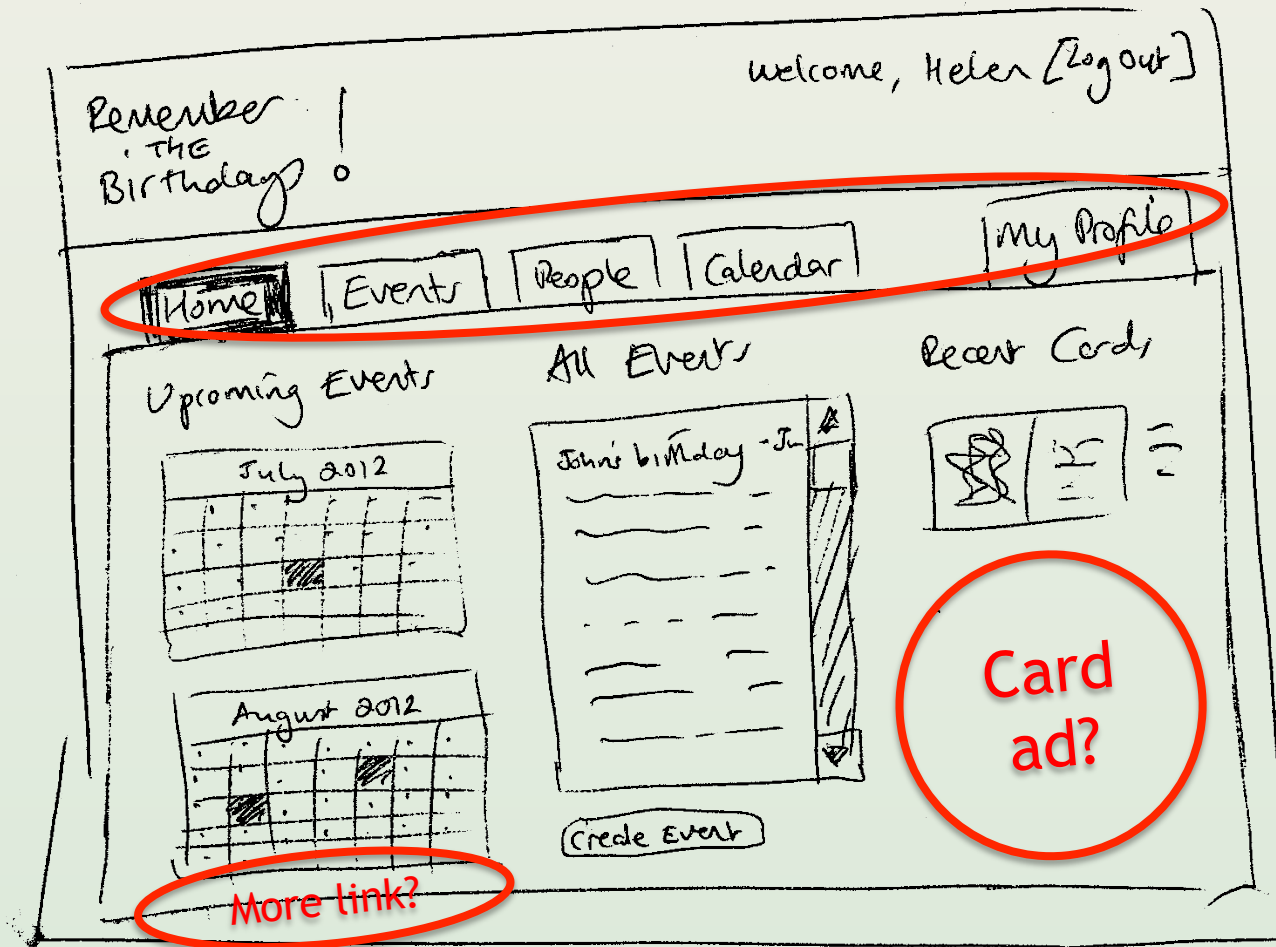 Welcome, Helen [Log out]
Remember
THE
Birthdays!
Home Events People Calendar My Profile
Upcoming Events
July 2012
August 2012
More link?
All Events
John's birthday - Ju
Create Event
Recent Cards
Card
ad?